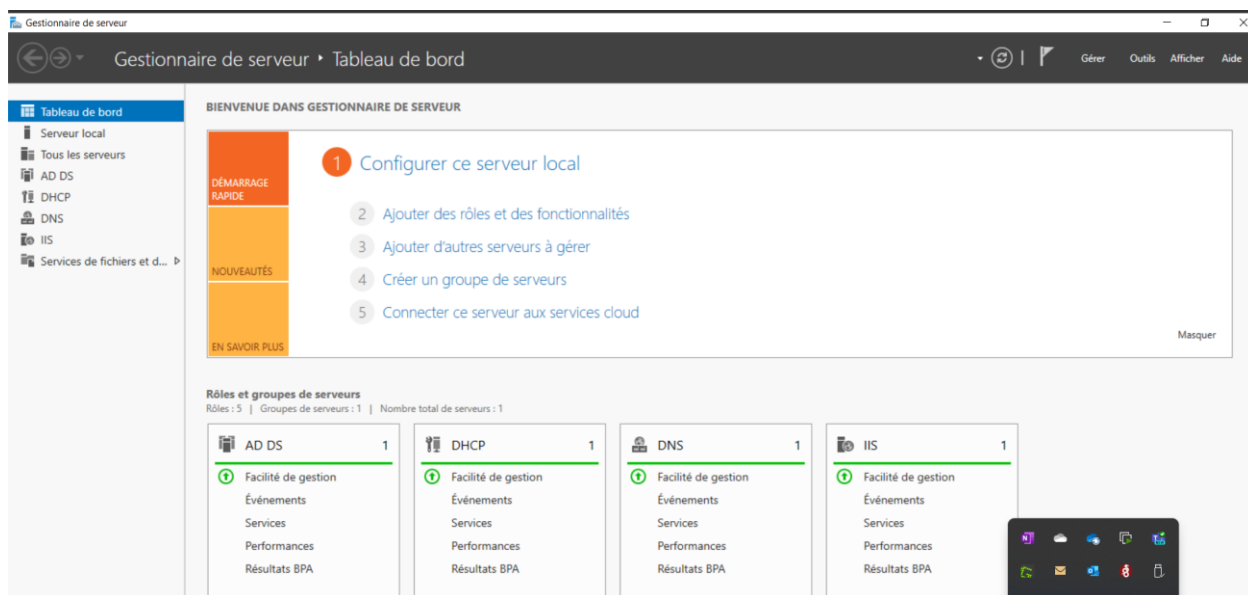 Gestionnaire de serveur
Gestionnaire de serveur • Tableau de bord
Gérer Outils Afficher Aide
Tableau de bord
Serveur local
Tous les serveurs
AD DS
DHCP
DNS
IIS
Services de fichiers et d...
BIENVENUE DANS GESTIONNAIRE DE SERVEUR
DÉMARRAGE
RAPIDE
NOUVEAUTÉS
EN SAVOIR PLUS
1 Configurer ce serveur local
2 Ajouter des rôles et des fonctionnalités
3 Ajouter d'autres serveurs à gérer
4 Créer un groupe de serveurs
5 Connecter ce serveur aux services cloud
Masquer
Rôles et groupes de serveurs
Rôles : 5 | Groupes de serveurs : 1 | Nombre total de serveurs : 1
AD DS 1
Facilité de gestion
Événements
Services
Performances
Résultats BPA
DHCP 1
Facilité de gestion
Événements
Services
Performances
Résultats BPA
DNS 1
Facilité de gestion
Événements
Services
Performances
Résultats BPA
IIS 1
Facilité de gestion
Événements
Services
Performances
Résultats BPA